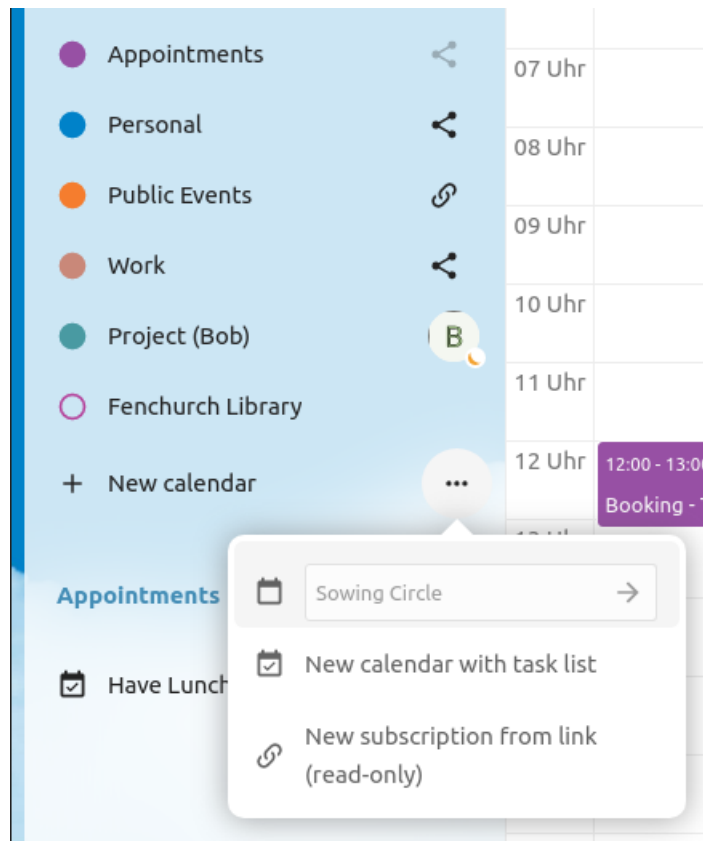 Appointments
07 Uhr
Personal
08 Uhr
Public Events
09 Uhr
Work
10 Uhr
Project (Bob)
B
11 Uhr
Fenchurch Library
12 Uhr
12:00 - 13:00
New calendar
Booking -
Appointments
Sowing Circle
New calendar with task list
Have Lunch
New subscription from link
(read-only)